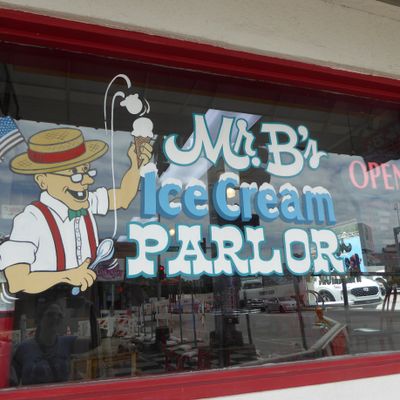 Mr. B's
Ice Cream
PARLOR
OPEN